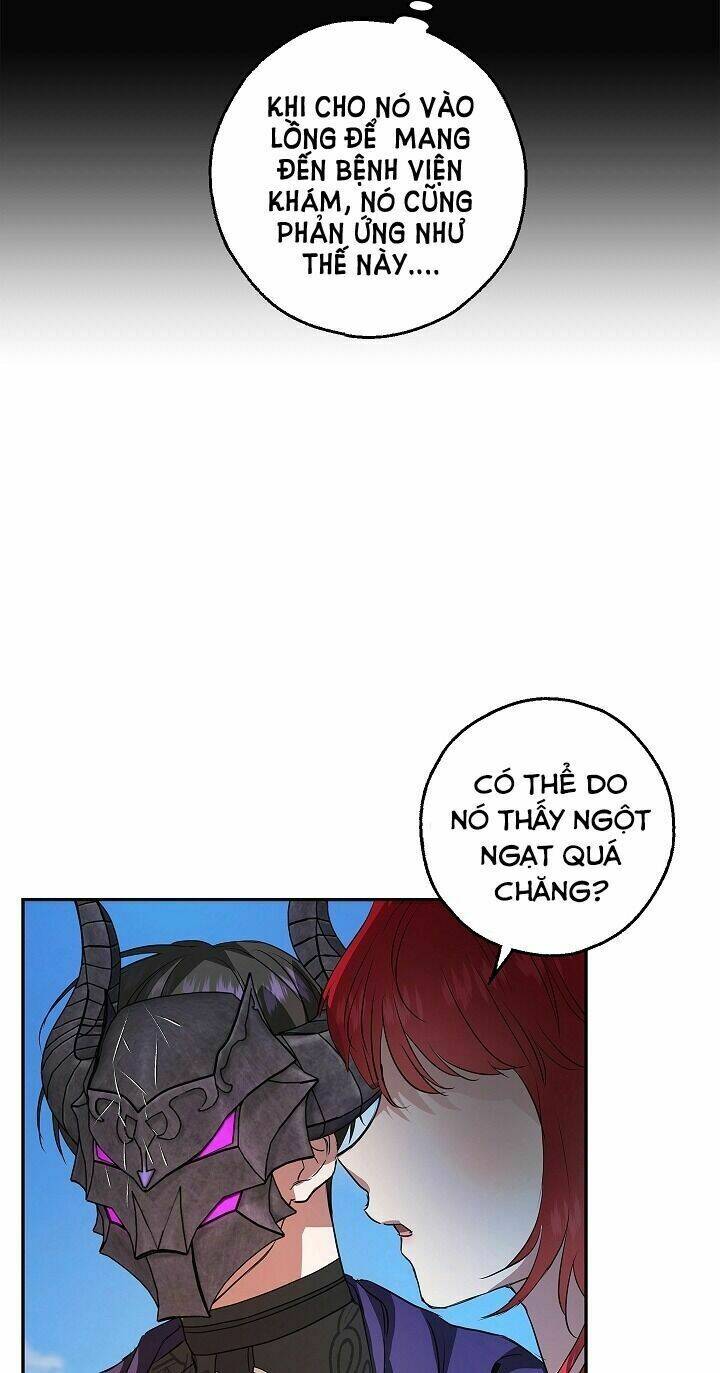 KHI CHO NÓ VÀO
LỒNG ĐỂ MANG
ĐẾN BỆNH VIỆN
KHÁM, NÓ CŨNG
PHẢN ỨNG NHƯ
THẾ NÀY....
CÓ THỂ DO
NÓ THẤY NGỘT
NGẠT QUÁ
CHĂNG?